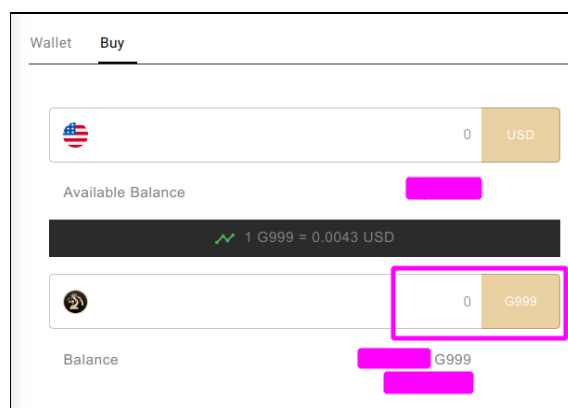 Wallet Buy
0 USD
Available Balance
1 G999 = 0.0043 USD
0 G999
Balance G999